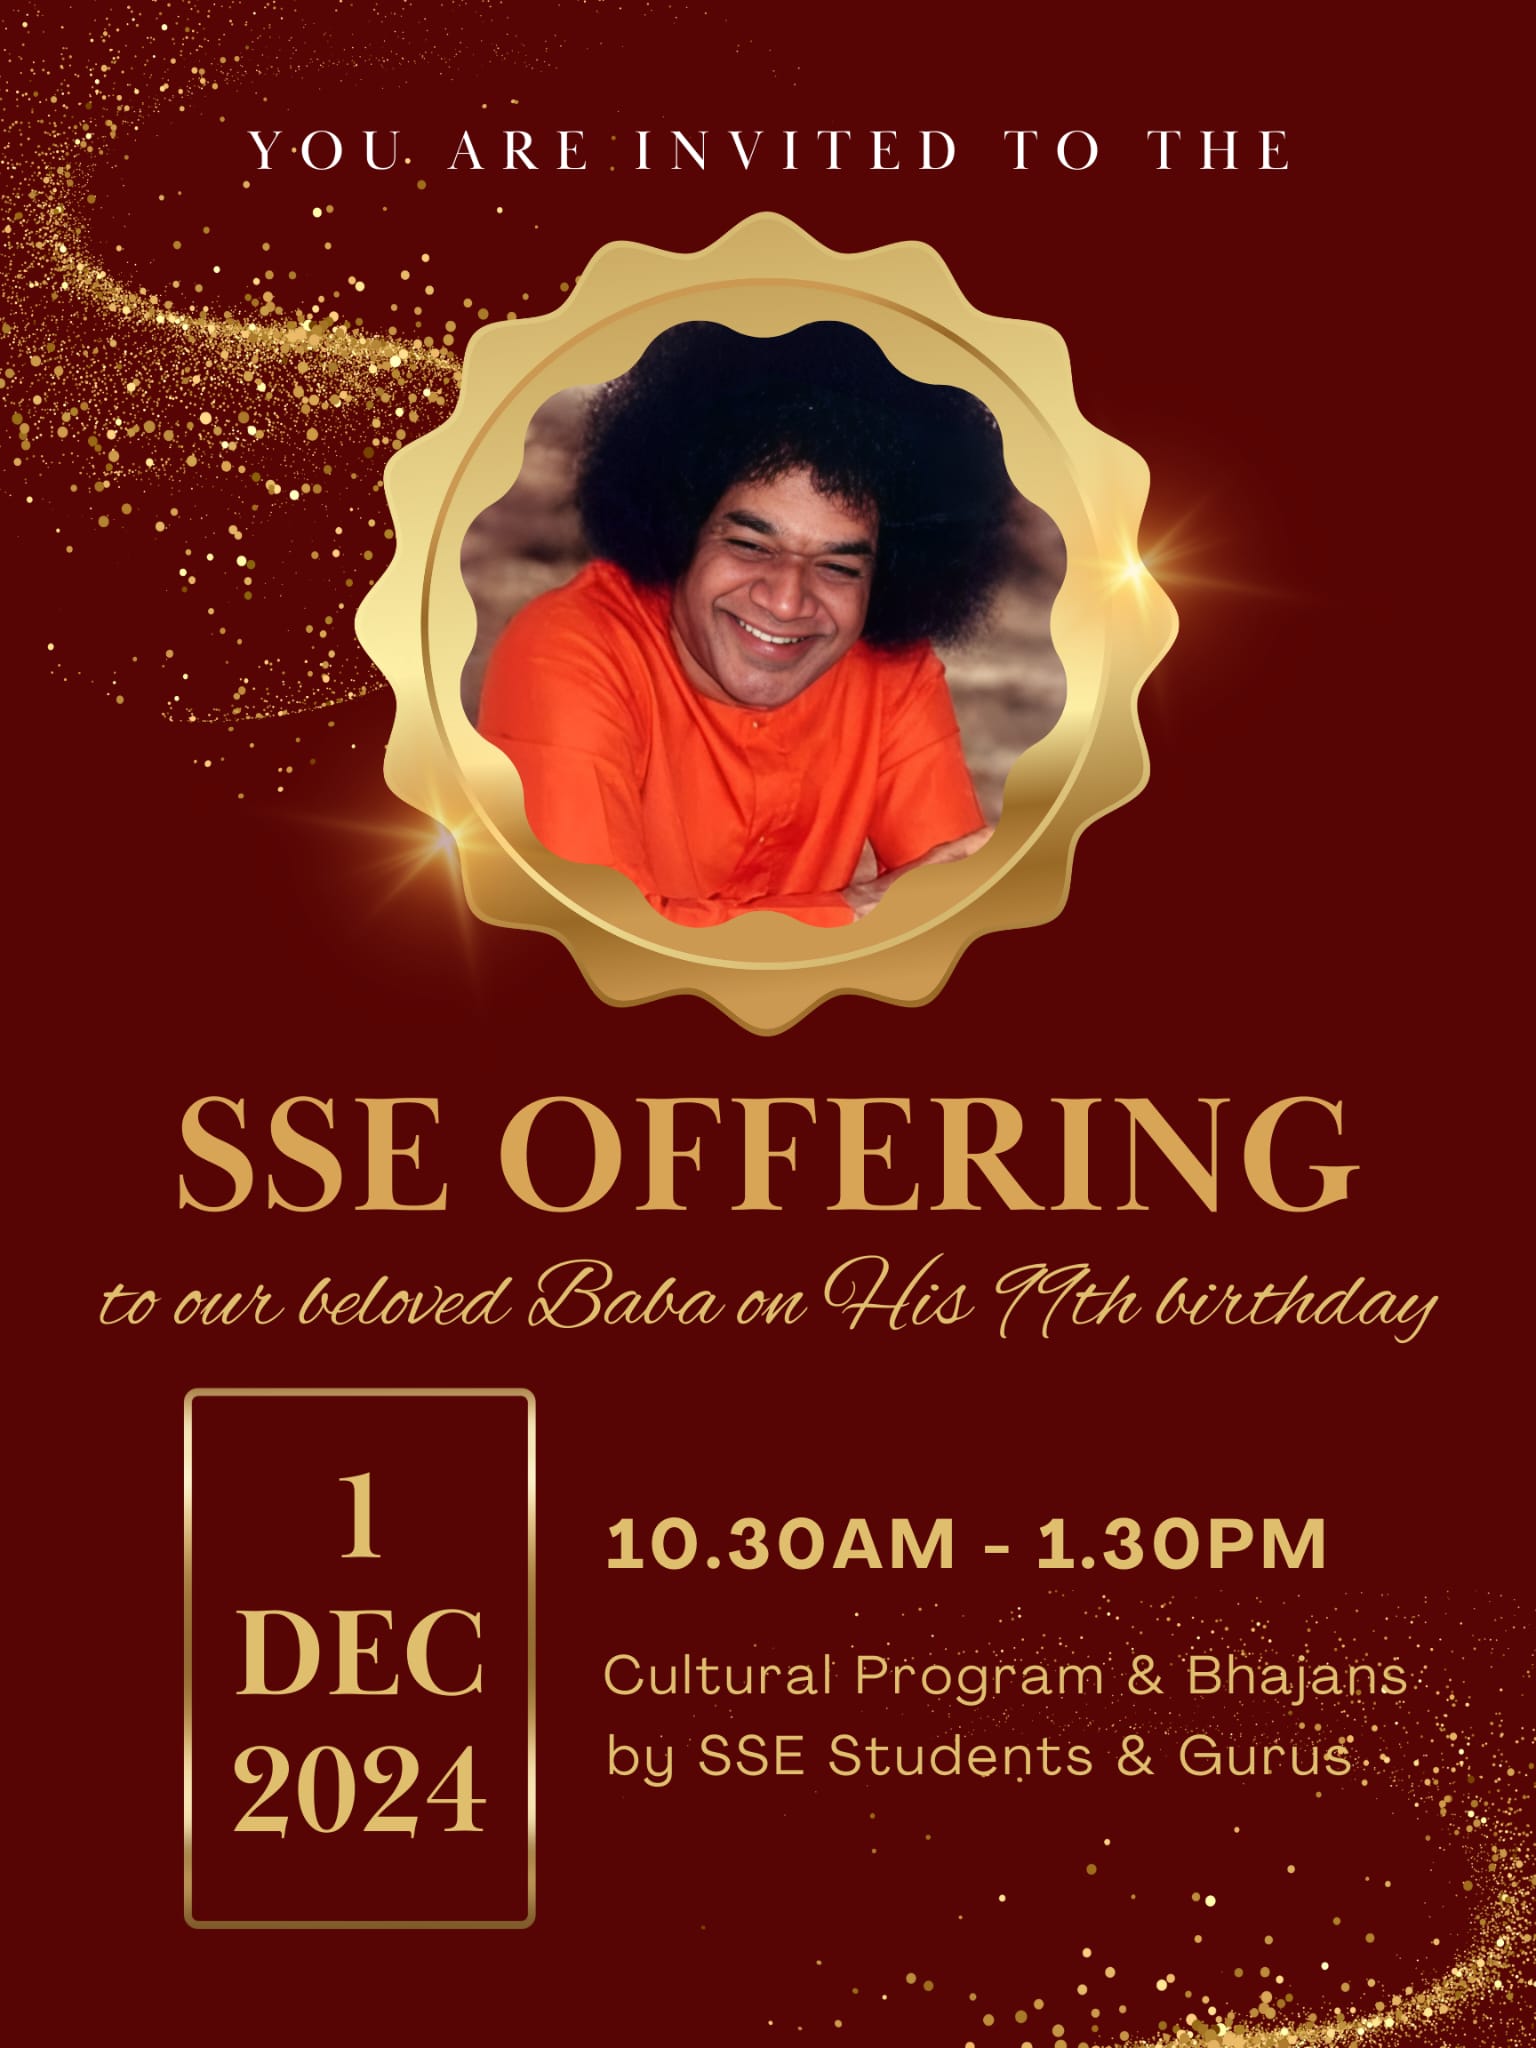 YOU ARE INVITED TO THE
SSE OFFERING
to our beloved Baba on His 99th birthday
1
DEC
2024
10.30AM - 1.30PM
Cultural Program & Bhajans
by SSE Students & Gurus